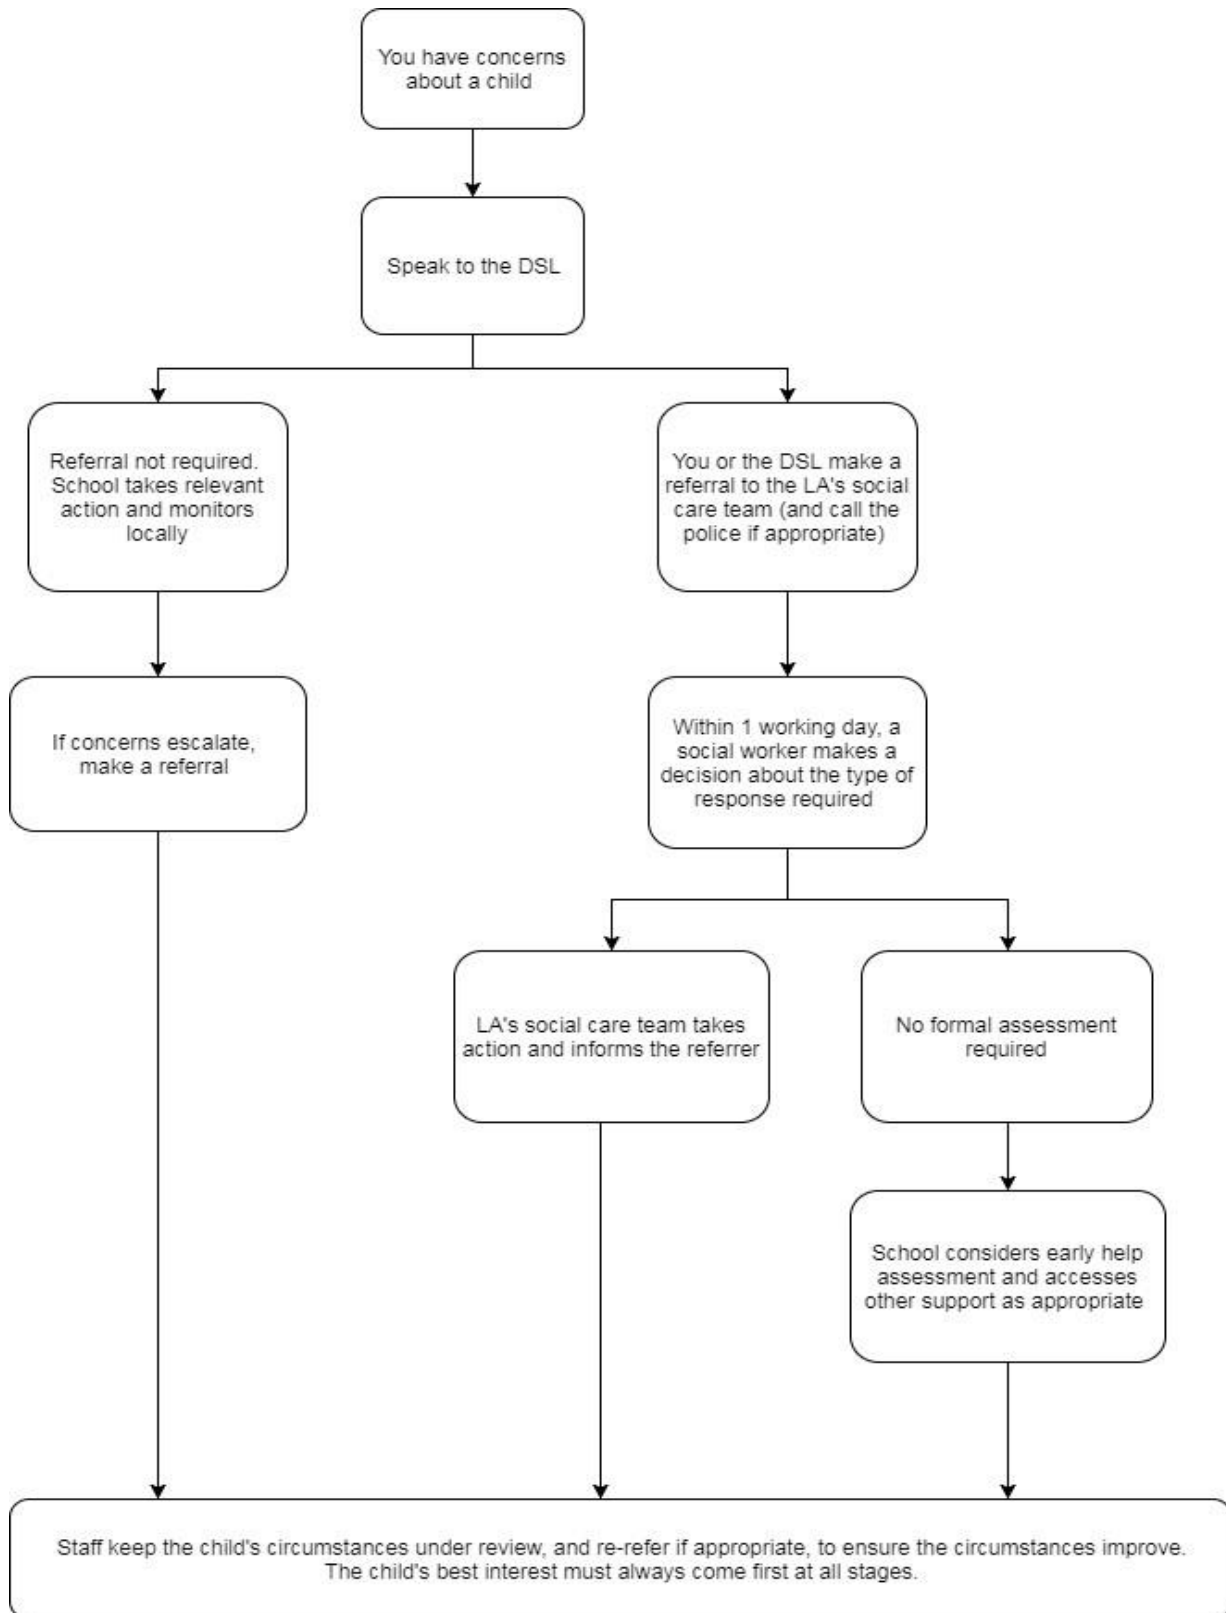 You have concerns
about a child
Speak to the DSL
Referral not required.
School takes relevant
action and monitors
locally
You or the DSL make a
referral to the LA's social
care team (and call the
police if appropriate)
If concerns escalate,
make a referral
Within 1 working day, a
social worker makes a
decision about the type of
response required
LA's social care team takes
action and informs the referrer
No formal assessment
required
School considers early help
assessment and accesses
other support as appropriate
Staff keep the child's circumstances under review, and re-refer if appropriate, to ensure the circumstances improve.
The child's best interest must always come first at all stages.